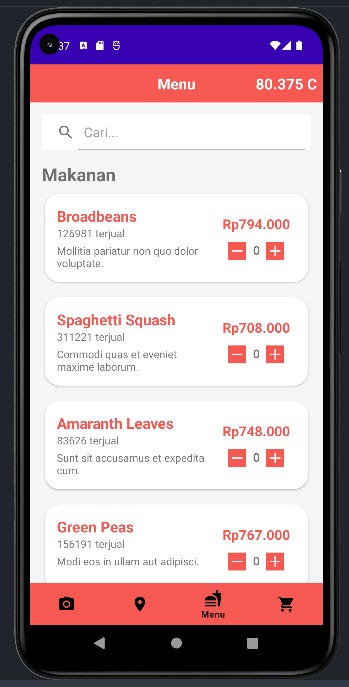 37
Menu
80.375 C
Cari...
Makanan
Broadbeans
126981 terjual
Mollitia pariatur non quo dolor
voluptate.
Rp794.000
0
Spaghetti Squash
311221 terjual
Commodi quas et eveniet
maxime laborum.
Rp708.000
0
Amaranth Leaves
83626 terjual
Sunt sit accusamus et expedita
cum.
Rp748.000
0
Green Peas
156191 terjual
Modi eos in ullam aut adipisci.
Rp767.000
0
Menu